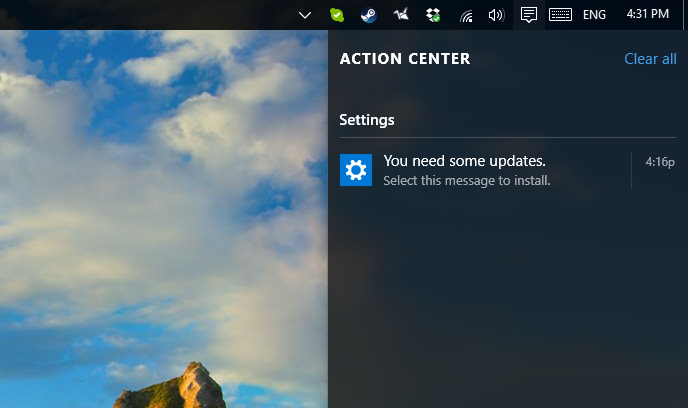 ENG 4:31 PM
ACTION CENTER Clear all
Settings
You need some updates. 4:16p
Select this message to install.